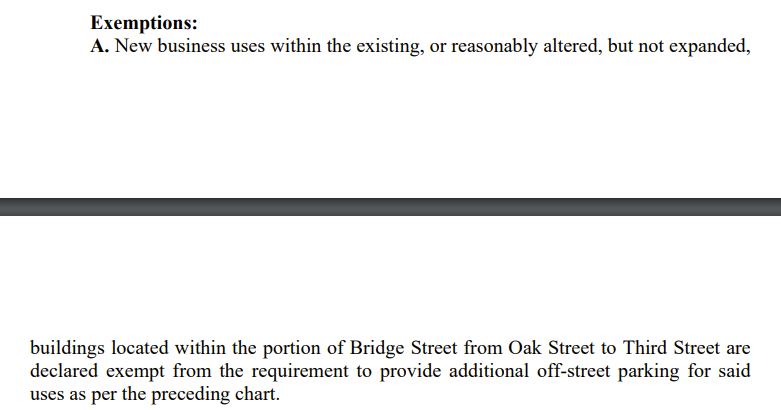 Exemptions:
A. New business uses within the existing, or reasonably altered, but not expanded,
buildings located within the portion of Bridge Street from Oak Street to Third Street are
declared exempt from the requirement to provide additional off-street parking for said
uses as per the preceding chart.